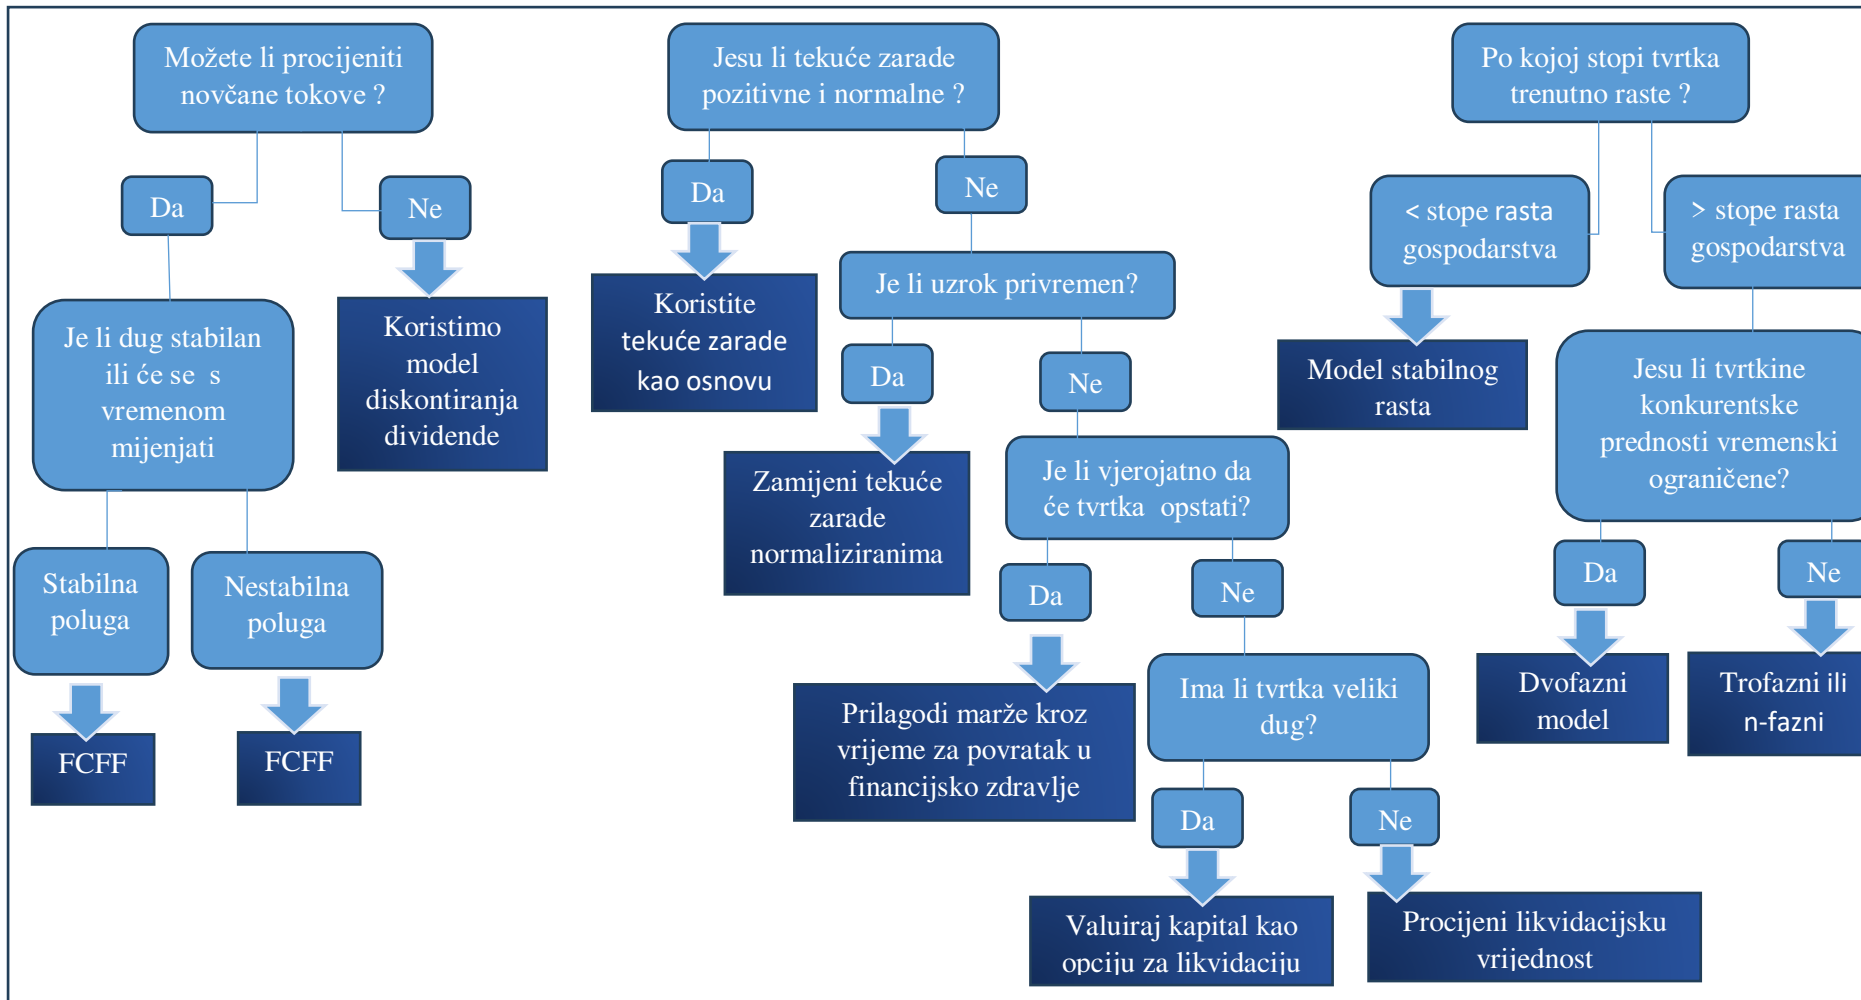 Možete li procijeniti
novčane tokove ?
Da
Ne
Je li dug stabilan
ili će se s
vremenom
mijenjati
Koristimo
model
diskontiranja
dividende
Stabilna
poluga
Nestabilna
poluga
FCFF
FCFF
Jesu li tekuće zarade
pozitivne i normalne ?
Da
Ne
Koristite
tekuće zarade
kao osnovu
Je li uzrok privremen?
Da
Ne
Zamijeni tekuće
zarade
normaliziranima
Je li vjerojatno da
će tvrtka opstati?
Da
Ne
Prilagodi marže kroz
vrijeme za povratak u
financijsko zdravlje
Ima li tvrtka veliki
dug?
Da
Ne
Valuiraj kapital kao
opciju za likvidaciju
Procijeni likvidacijsku
vrijednost
Po kojoj stopi tvrtka
trenutno raste ?
< stope rasta
gospodarstva
> stope rasta
gospodarstva
Model stabilnog
rasta
Jesu li tvrtkine
konkurentske
prednosti vremenski
ograničene?
Da
Ne
Dvofazni
model
Trofazni ili
n-fazni